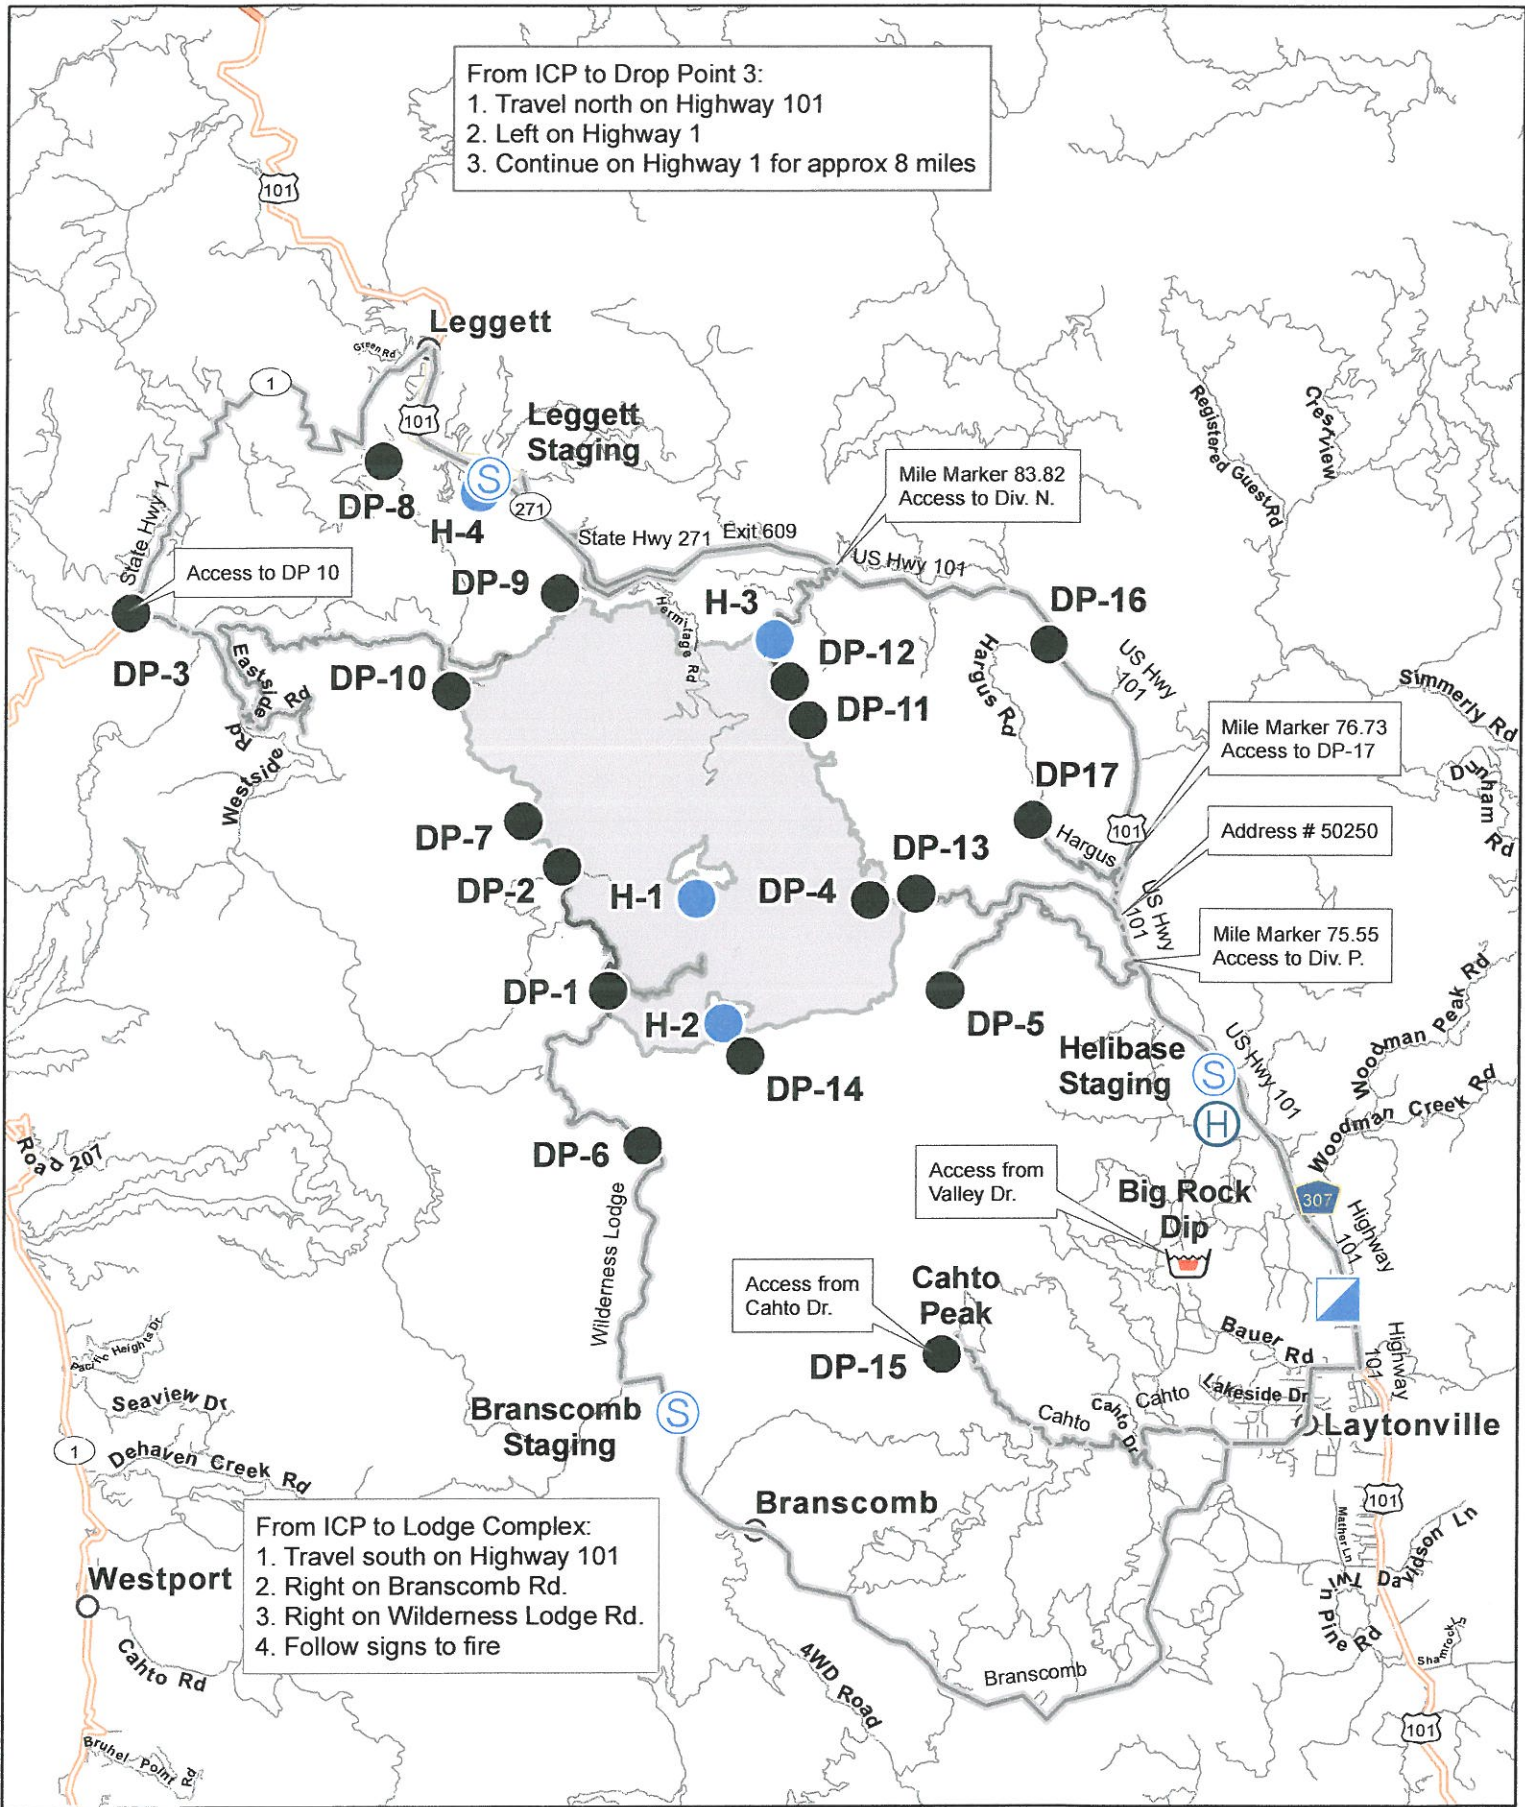 From ICP to Drop Point 3:
1. Travel north on Highway 101
2. Left on Highway 1
3. Continue on Highway 1 for approx 8 miles
101
Leggett
Green Rd
1
101
Leggett
Staging
S
DP-8
H-4
271
State Hwy 271
Exit 609
Mile Marker 83.82
Access to Div. N.
US Hwy 101
Registered Guest Rd
Crestview
State Hwy 1
Access to DP 10
DP-3
DP-9
H-3
Hermitage Rd
DP-16
DP-12
DP-10
DP-11
Hargus Rd
US Hwy
101
Eastside Rd
Westside Rd
Simmerly Rd
Dunham Rd
Mile Marker 76.73
Access to DP-17
DP17
101
Hargus
Address # 50250
DP-7
DP-2
H-1
DP-4
DP-13
US Hwy
101
Mile Marker 75.55
Access to Div. P.
DP-1
H-2
DP-5
DP-14
Helibase
Staging
S
H
US Hwy 101
Woodman Peak Rd
Woodman Creek Rd
Road 207
DP-6
Wilderness Lodge
Access from
Valley Dr.
Big Rock
Dip
307
Highway
101
Access from
Cahto Dr.
Cahto
Peak
DP-15
Bauer Rd
Highway
101
Pacific Heights Dr
Seaview Dr
1
Dehaven Creek Rd
Branscomb
Staging
S
Cahto
Cahto Dr
Cahto
Lakeside Dr
Laytonville
Branscomb
101
Mather Ln
Davidson Ln
Twin Pine Rd
From ICP to Lodge Complex:
1. Travel south on Highway 101
2. Right on Branscomb Rd.
3. Right on Wilderness Lodge Rd.
4. Follow signs to fire
Westport
Cahto Rd
4WD Road
Branscomb
101
Bruhel Point Rd